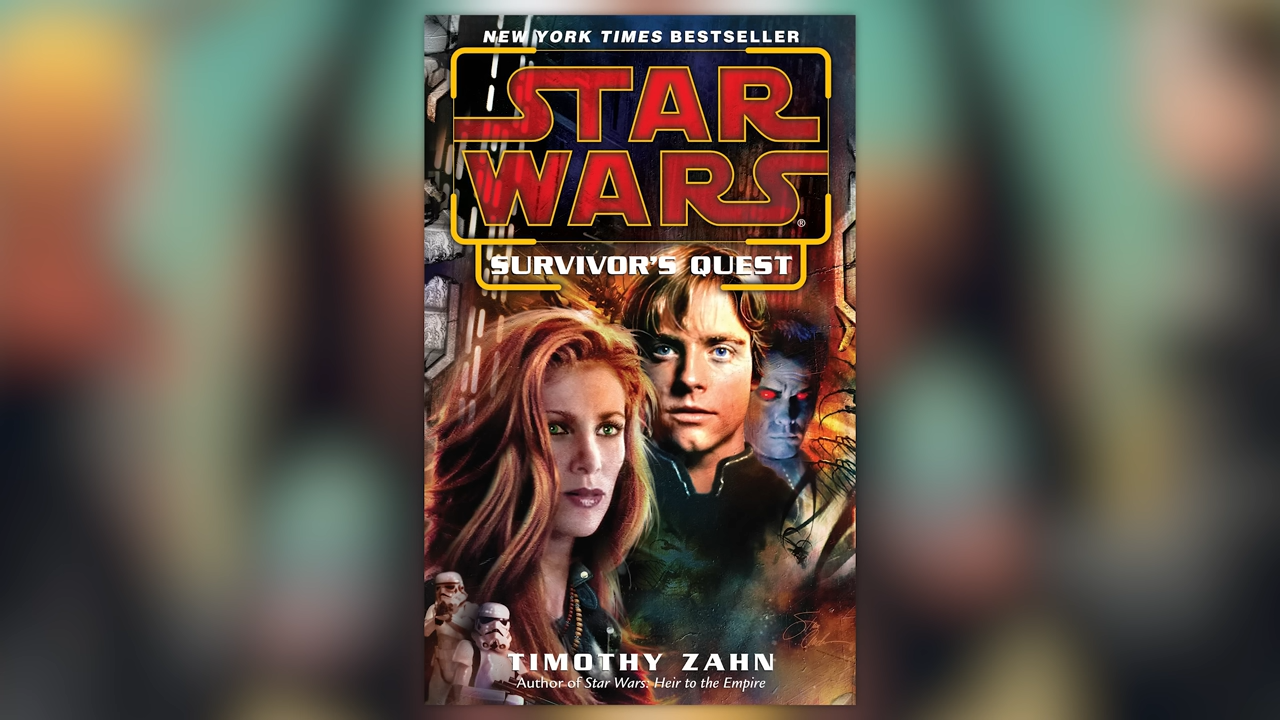 NEW YORK TIMES BESTSELLER
STAR
WARS®
SURVIVOR'S QUEST
TIMOTHY ZAHN
Author of Star Wars: Heir to the Empire